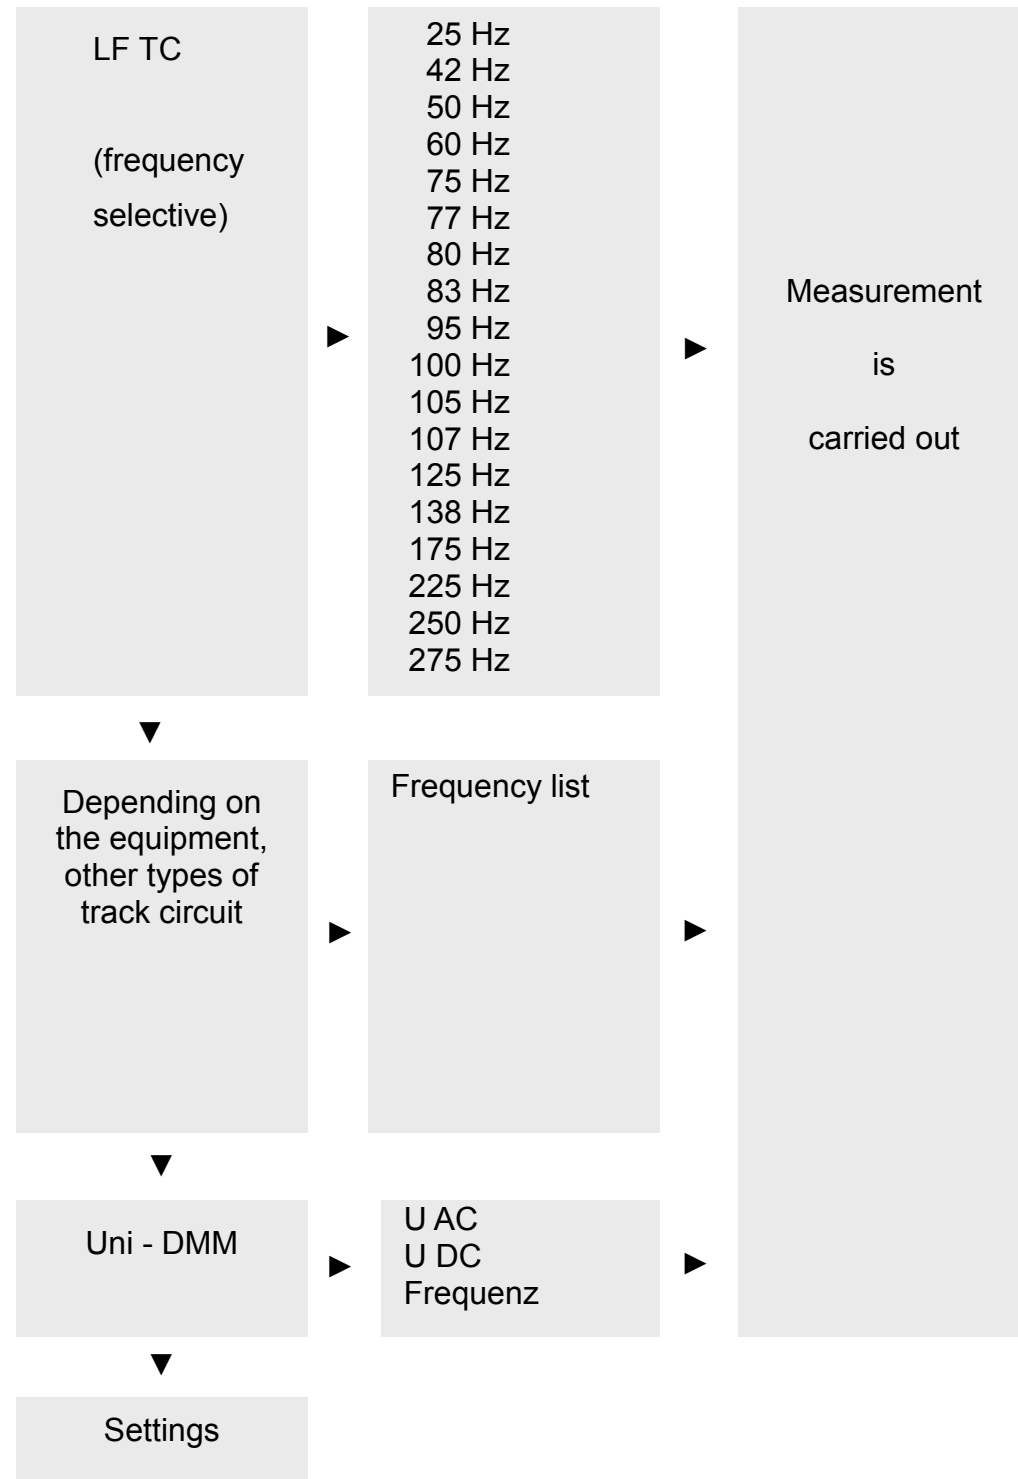 LF TC
(frequency
selective)
25 Hz
42 Hz
50 Hz
60 Hz
75 Hz
77 Hz
80 Hz
83 Hz
95 Hz
100 Hz
105 Hz
107 Hz
125 Hz
138 Hz
175 Hz
225 Hz
250 Hz
275 Hz
Measurement
is
carried out
Depending on
the equipment,
other types of
track circuit
Frequency list
Uni - DMM
U AC
U DC
Frequenz
Settings